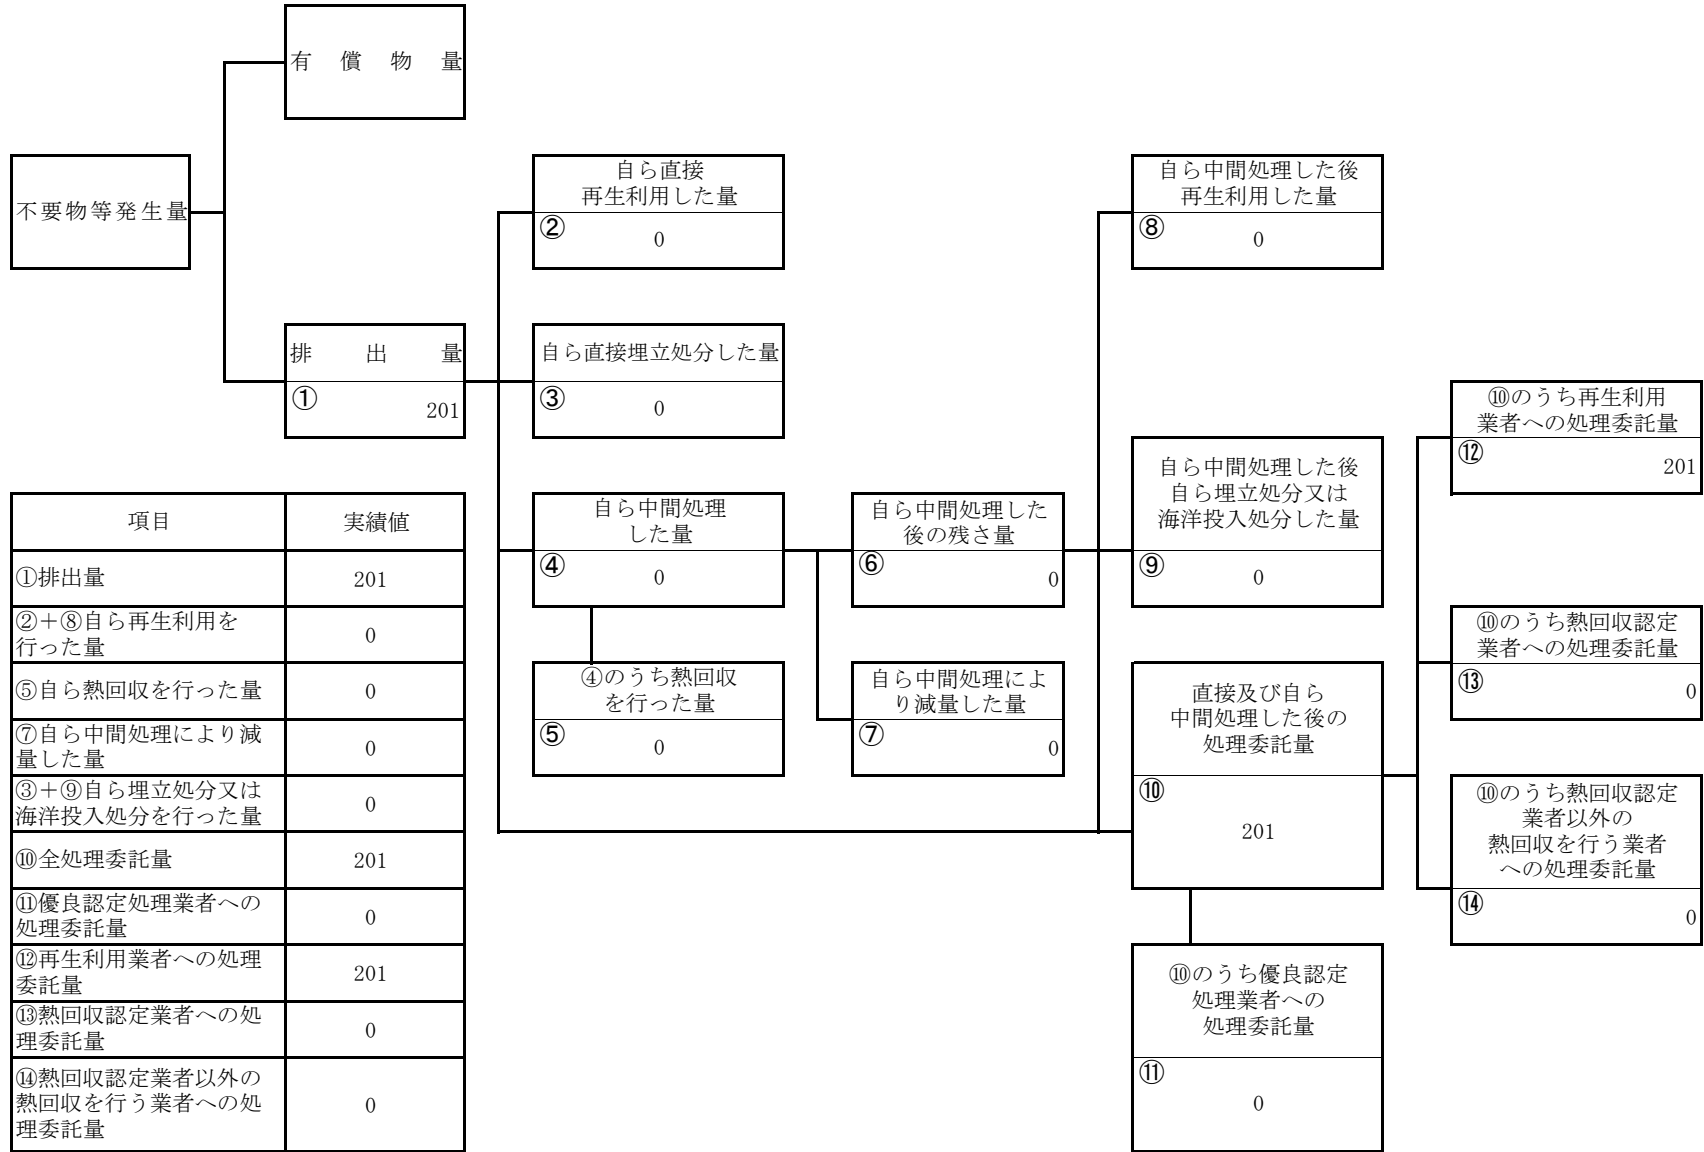 有償物量
不要物等発生量
排出量
①
201
自ら直接
再生利用した量
②
0
自ら直接埋立処分した量
③
0
自ら中間処理
した量
④
0
④のうち熱回収
を行った量
⑤
0
自ら中間処理した
後の残さ量
⑥
0
自ら中間処理によ
り減量した量
⑦
0
自ら中間処理した後
再生利用した量
⑧
0
自ら中間処理した後
自ら埋立処分又は
海洋投入処分した量
⑨
0
直接及び自ら
中間処理した後の
処理委託量
⑩
201
⑩のうち優良認定
処理業者への
処理委託量
⑪
0
⑩のうち再生利用
業者への処理委託量
⑫
201
⑩のうち熱回収認定
業者への処理委託量
⑬
0
⑩のうち熱回収認定
業者以外の
熱回収を行う業者
への処理委託量
⑭
0
項目 実績値
①排出量 201
②+⑧自ら再生利用を
行った量 0
⑤自ら熱回収を行った量 0
⑦自ら中間処理により減
量した量 0
③+⑨自ら埋立処分又は
海洋投入処分を行った量 0
⑩全処理委託量 201
⑪優良認定処理業者への
処理委託量 0
⑫再生利用業者への処理
委託量 201
⑬熱回収認定業者への処
理委託量 0
⑭熱回収認定業者以外の
熱回収を行う業者への処
理委託量 0